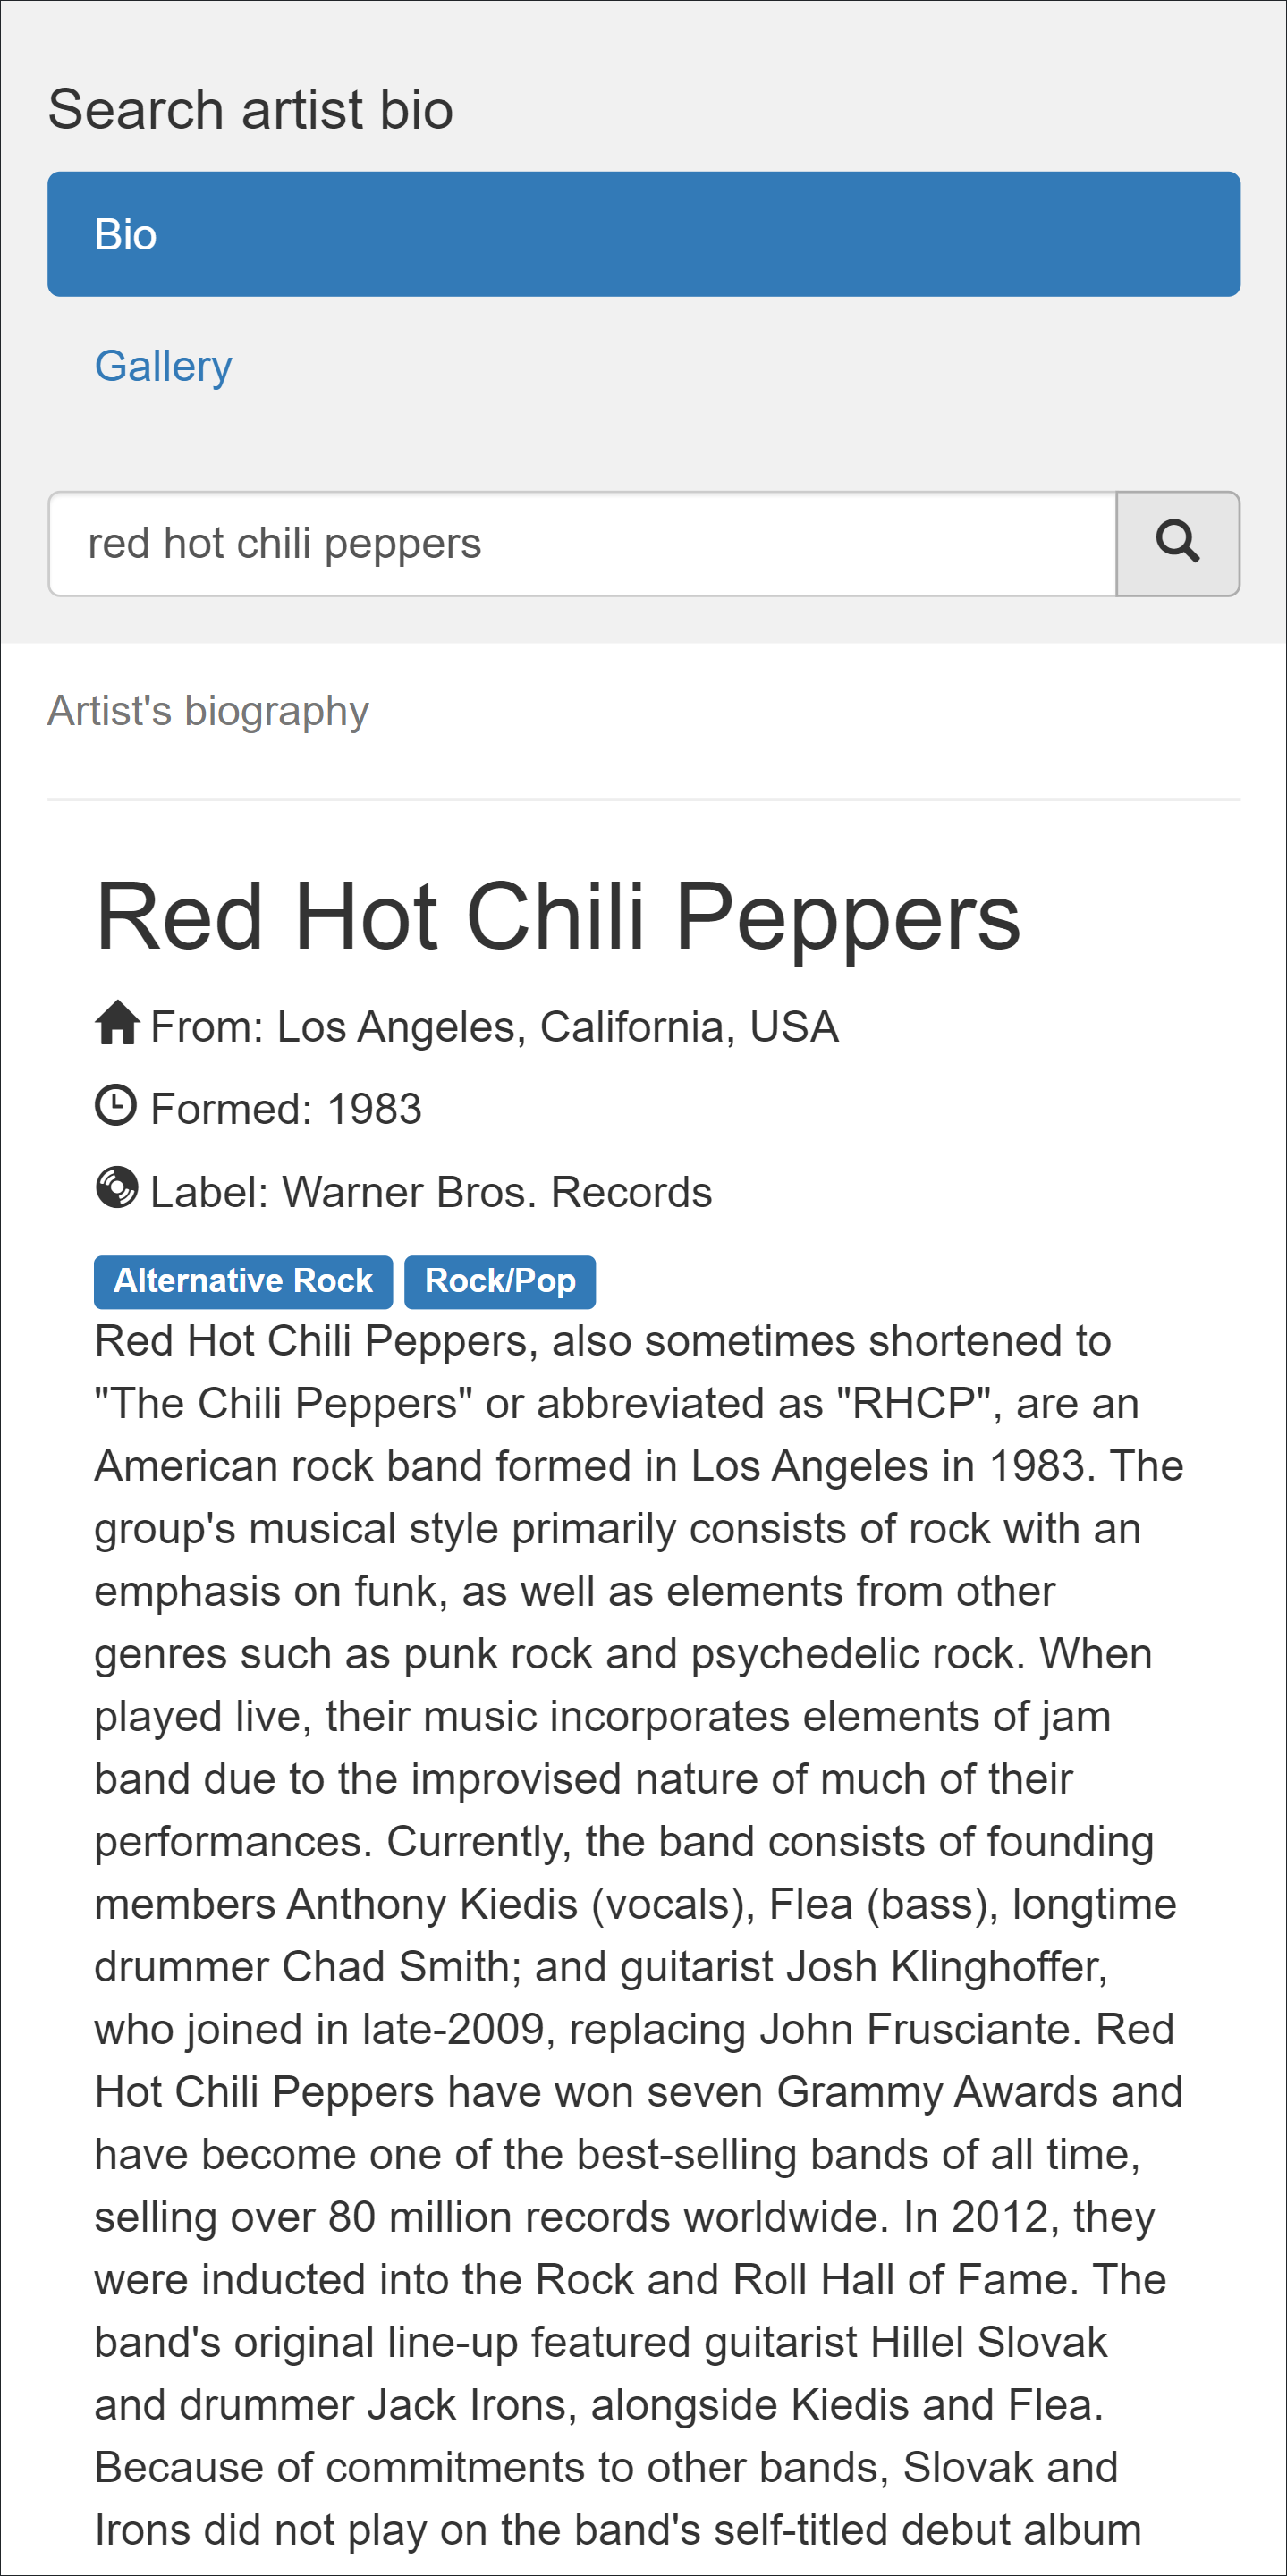 Search artist bio
Bio
Gallery
red hot chili peppers
Artist's biography
Red Hot Chili Peppers
From: Los Angeles, California, USA
Formed: 1983
Label: Warner Bros. Records
Alternative Rock Rock/Pop
Red Hot Chili Peppers, also sometimes shortened to
"The Chili Peppers" or abbreviated as "RHCP", are an
American rock band formed in Los Angeles in 1983. The
group's musical style primarily consists of rock with an
emphasis on funk, as well as elements from other
genres such as punk rock and psychedelic rock. When
played live, their music incorporates elements of jam
band due to the improvised nature of much of their
performances. Currently, the band consists of founding
members Anthony Kiedis (vocals), Flea (bass), longtime
drummer Chad Smith; and guitarist Josh Klinghoffer,
who joined in late-2009, replacing John Frusciante. Red
Hot Chili Peppers have won seven Grammy Awards and
have become one of the best-selling bands of all time,
selling over 80 million records worldwide. In 2012, they
were inducted into the Rock and Roll Hall of Fame. The
band's original line-up featured guitarist Hillel Slovak
and drummer Jack Irons, alongside Kiedis and Flea.
Because of commitments to other bands, Slovak and
Irons did not play on the band's self-titled debut album